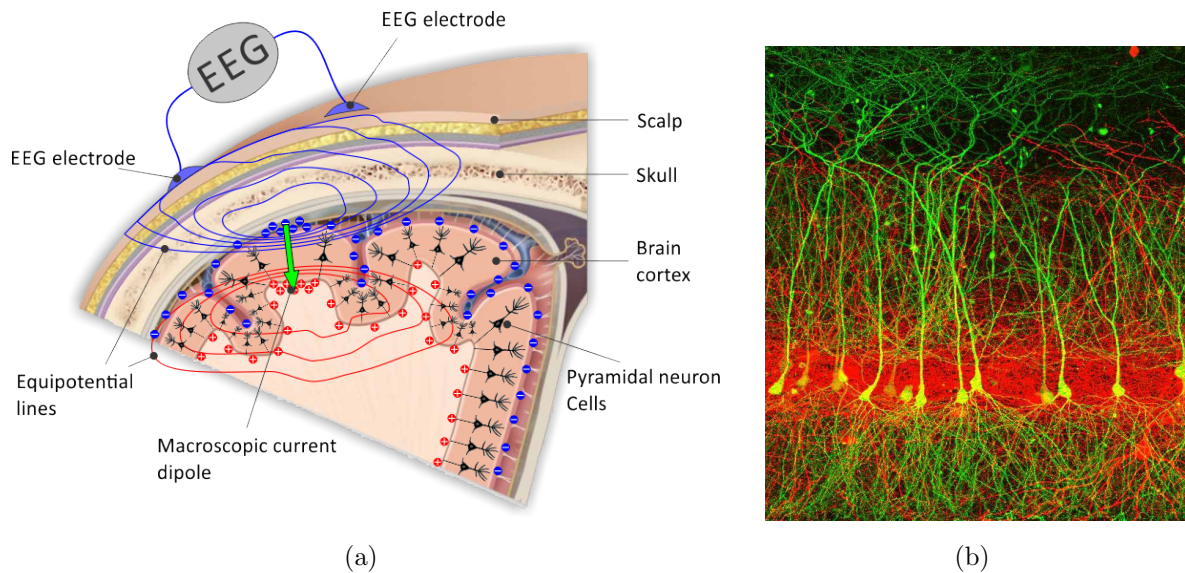 EEG electrode
EEG
EEG electrode
Scalp
Skull
Brain
cortex
Pyramidal neuron
Cells
Equipotential
lines
Macroscopic current
dipole
(a)
(b)